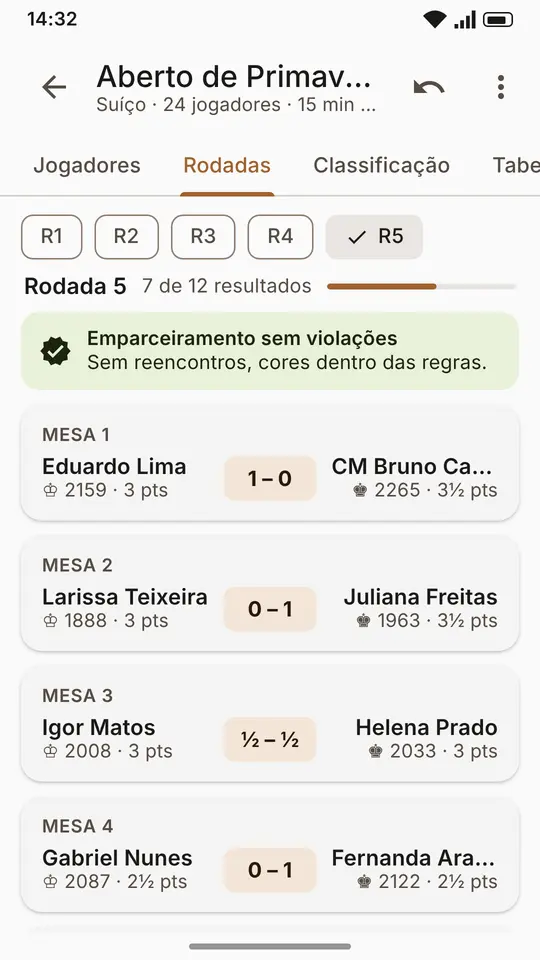 14:32
Aberto de Primav...
Suíço · 24 jogadores · 15 min ...
Jogadores Rodadas Classificação Tabe
R1 R2 R3 R4 R5
Rodada 5 7 de 12 resultados
Emparceiramento sem violações
Sem reencontros, cores dentro das regras.
MESA 1
Eduardo Lima 1 – 0 CM Bruno Ca...
♔ 2159 · 3 pts ♚ 2265 · 3½ pts
MESA 2
Larissa Teixeira 0 – 1 Juliana Freitas
♔ 1888 · 3 pts ♚ 1963 · 3½ pts
MESA 3
Igor Matos ½ – ½ Helena Prado
♔ 2008 · 3 pts ♚ 2033 · 3 pts
MESA 4
Gabriel Nunes 0 – 1 Fernanda Ara...
♔ 2087 · 2½ pts ♚ 2122 · 2½ pts